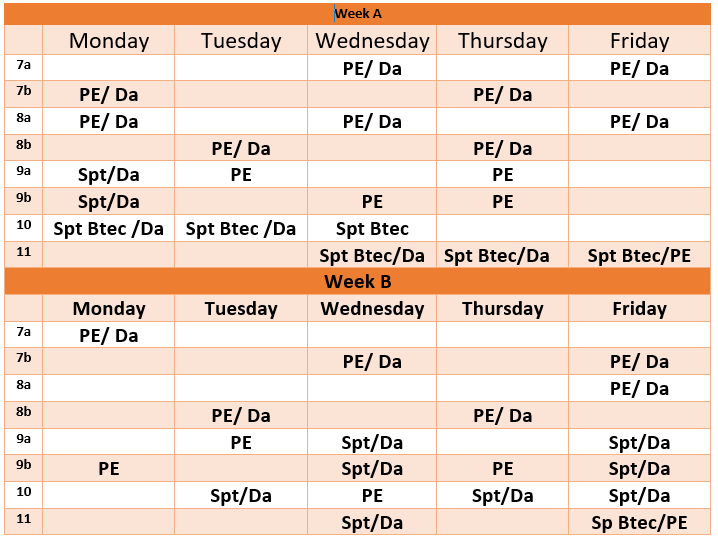 Week A
Monday Tuesday Wednesday Thursday Friday
7a PE/ Da PE/ Da
7b PE/ Da PE/ Da
8a PE/ Da PE/ Da PE/ Da
8b PE/ Da PE/ Da
9a Spt/Da PE PE
9b Spt/Da PE PE
10 Spt Btec /Da Spt Btec /Da Spt Btec
11 Spt Btec/Da Spt Btec/Da Spt Btec/PE
Week B
Monday Tuesday Wednesday Thursday Friday
7a PE/ Da
7b PE/ Da PE/ Da
8a PE/ Da
8b PE/ Da PE/ Da
9a PE Spt/Da Spt/Da
9b PE Spt/Da PE Spt/Da
10 Spt/Da PE Spt/Da Spt/Da
11 Spt/Da Sp Btec/PE